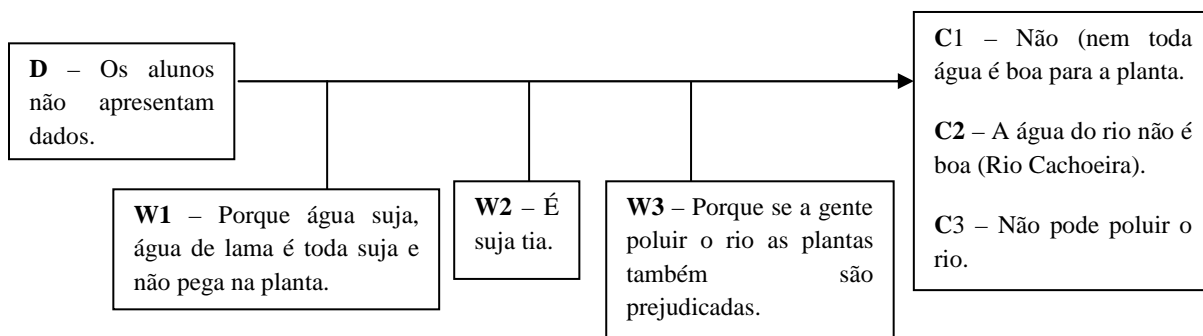 D – Os alunos
não apresentam
dados.
W1 – Porque água suja,
água de lama é toda suja e
não pega na planta.
W2 – É
suja tia.
W3 – Porque se a gente
poluir o rio as plantas
também são
prejudicadas.
C1 – Não (nem toda
água é boa para a planta.
C2 – A água do rio não é
boa (Rio Cachoeira).
C3 – Não pode poluir o
rio.